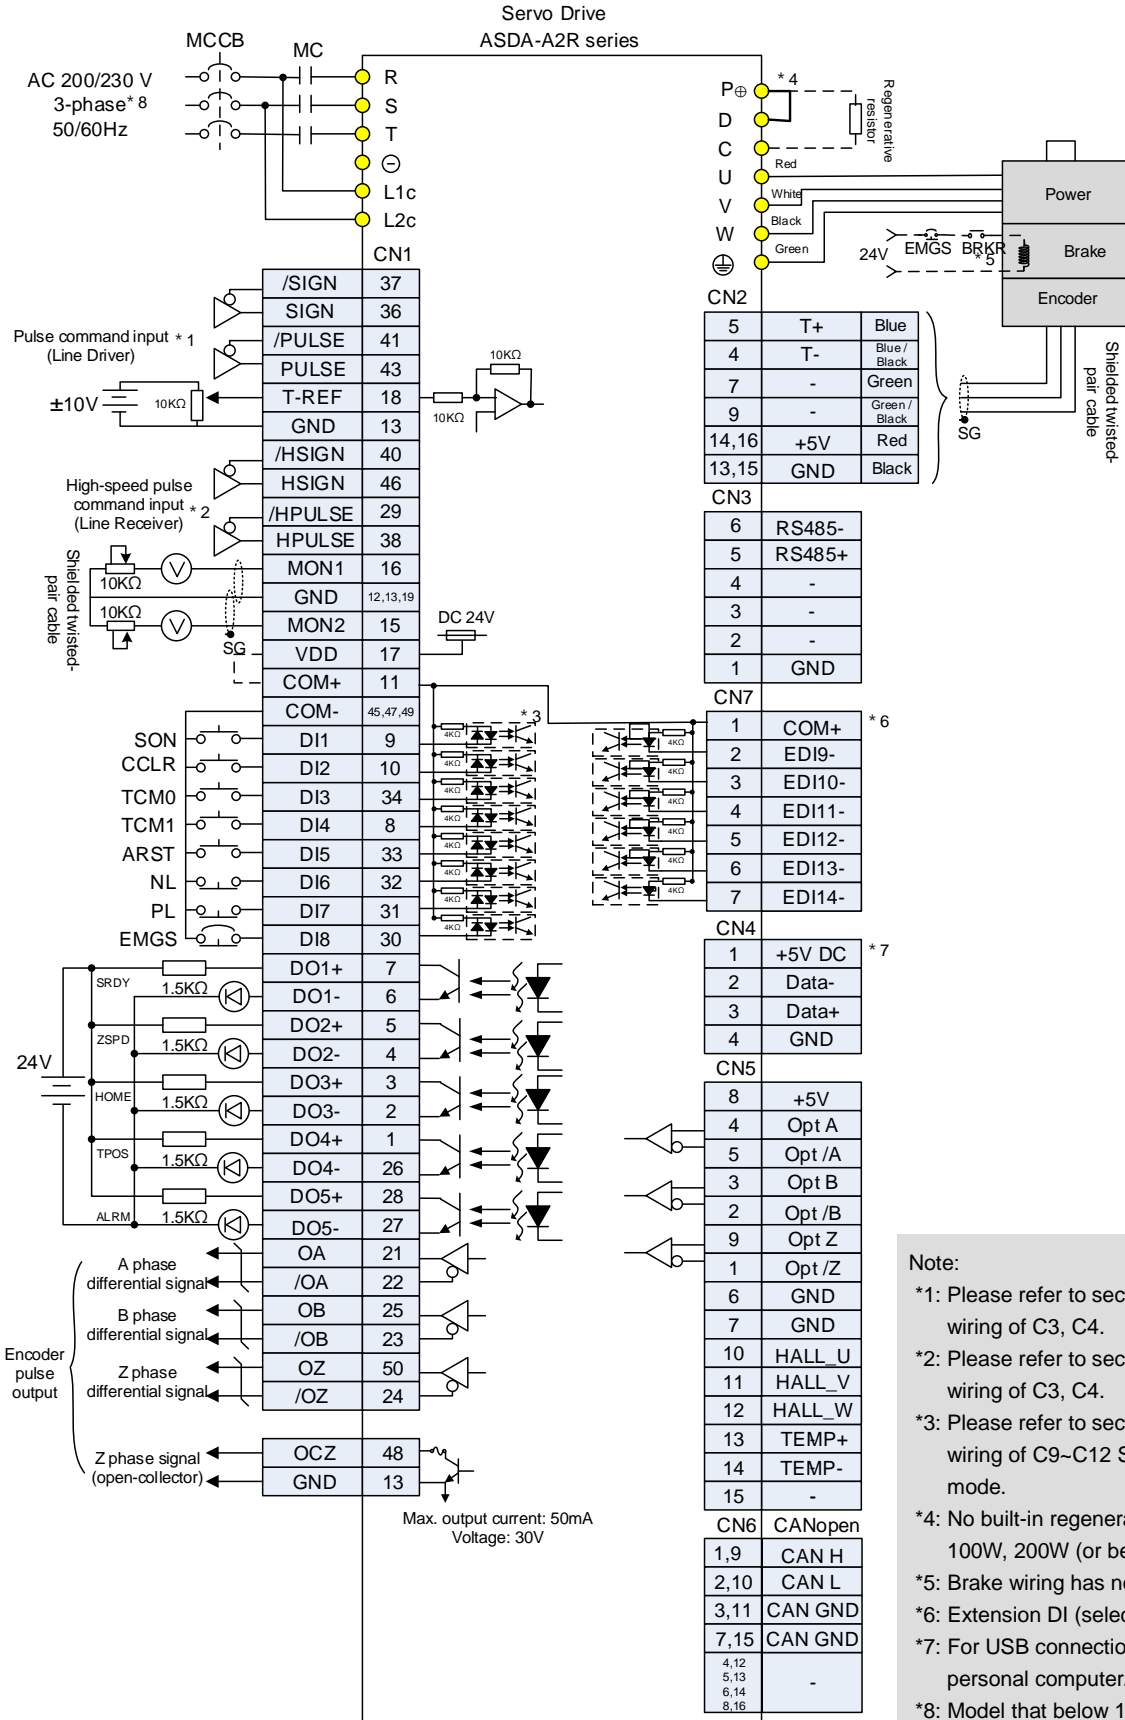 Servo Drive
ASDA-A2R series
MCCB
MC
AC 200/230 V
3-phase* 8
50/60Hz
R
S
T
L1c
L2c
P
D
C
U
V
W
* 4
Regenerative
resistor
Red
White
Black
Green
24V
EMGS
BRKR
* 5
Power
Brake
Encoder
Shielded twisted-
pair cable
SG
CN1
/SIGN 37
SIGN 36
/PULSE 41
PULSE 43
T-REF 18
GND 13
/HSIGN 40
HSIGN 46
/HPULSE 29
HPULSE 38
MON1 16
GND 12,13,19
MON2 15
VDD 17
COM+ 11
COM- 45,47,49
DI1 9
DI2 10
DI3 34
DI4 8
DI5 33
DI6 32
DI7 31
DI8 30
DO1+ 7
DO1- 6
DO2+ 5
DO2- 4
DO3+ 3
DO3- 2
DO4+ 1
DO4- 26
DO5+ 28
DO5- 27
OA 21
/OA 22
OB 25
/OB 23
OZ 50
/OZ 24
OCZ 48
GND 13
Pulse command input * 1
(Line Driver)
±10V
10KΩ
10KΩ
10KΩ
High-speed pulse
command input * 2
(Line Receiver)
Shielded twisted-
pair cable
10KΩ
V
10KΩ
V
SG
DC 24V
* 3
4KΩ
4KΩ
4KΩ
4KΩ
4KΩ
4KΩ
4KΩ
4KΩ
SON
CCLR
TCM0
TCM1
ARST
NL
PL
EMGS
24V
SRDY
1.5KΩ
ZSPD
1.5KΩ
HOME
1.5KΩ
TPOS
1.5KΩ
ALRM
1.5KΩ
Encoder
pulse
output
A phase
differential signal
B phase
differential signal
Z phase
differential signal
Z phase signal
(open-collector)
Max. output current: 50mA
Voltage: 30V
CN2
5 T+ Blue
4 T- Blue /
Black
7 - Green
9 - Green /
Black
14,16 +5V Red
13,15 GND Black
CN3
6 RS485-
5 RS485+
4 -
3 -
2 -
1 GND
CN7
1 COM+ * 6
2 EDI9-
3 EDI10-
4 EDI11-
5 EDI12-
6 EDI13-
7 EDI14-
4KΩ
4KΩ
4KΩ
4KΩ
4KΩ
4KΩ
CN4
1 +5V DC * 7
2 Data-
3 Data+
4 GND
CN5
8 +5V
4 Opt A
5 Opt /A
3 Opt B
2 Opt /B
9 Opt Z
1 Opt /Z
6 GND
7 GND
10 HALL_U
11 HALL_V
12 HALL_W
13 TEMP+
14 TEMP-
15 -
CN6 CANopen
1,9 CAN H
2,10 CAN L
3,11 CAN GND
7,15 CAN GND
4,12
5,13
6,14
8,16
-
Note:
*1: Please refer to sec
wiring of C3, C4.
*2: Please refer to sec
wiring of C3, C4.
*3: Please refer to sec
wiring of C9~C12 S
mode.
*4: No built-in regenera
100W, 200W (or be
*5: Brake wiring has no
*6: Extension DI (selec
*7: For USB connectio
personal computer.
*8: Model that below 1